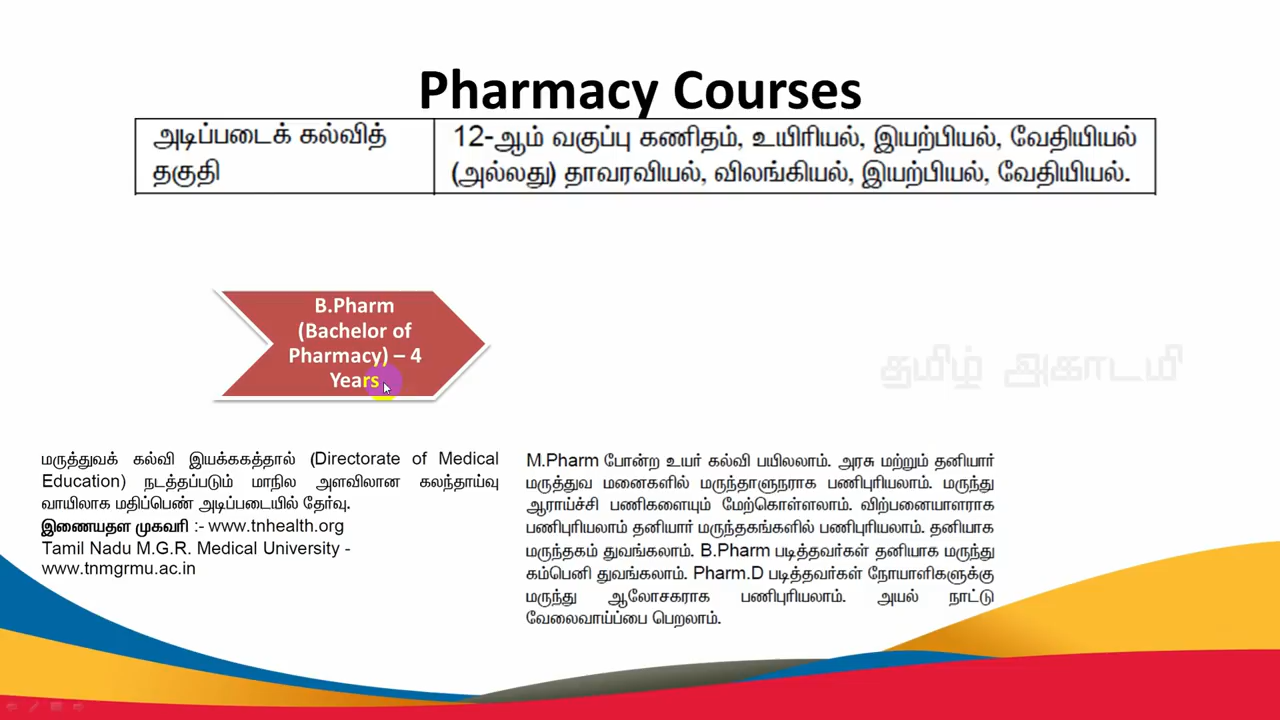 Pharmacy Courses
அடிப்படைக் கல்வித்
தகுதி
12-ஆம் வகுப்பு கணிதம், உயிரியல், இயற்பியல், வேதியியல்
(அல்லது) தாவரவியல், விலங்கியல், இயற்பியல், வேதியியல்.
B.Pharm
(Bachelor of
Pharmacy) – 4
Years
தமிழ் அகாடமி
மருத்துவக் கல்வி இயக்ககத்தால் (Directorate of Medical
Education) நடத்தப்படும் மாநில அளவிலான கலந்தாய்வு
வாயிலாக மதிப்பெண் அடிப்படையில் தேர்வு.
இணையதள முகவரி :- www.tnhealth.org
Tamil Nadu M.G.R. Medical University -
www.tnmgrmu.ac.in
M.Pharm போன்ற உயர் கல்வி பயிலலாம். அரசு மற்றும் தனியார்
மருத்துவ மனைகளில் மருந்தாளுநராக பணிபுரியலாம். மருந்து
ஆராய்ச்சி பணிகளையும் மேற்கொள்ளலாம். விற்பனையாளராக
பணிபுரியலாம் தனியார் மருந்தகங்களில் பணிபுரியலாம். தனியாக
மருந்தகம் துவங்கலாம். B.Pharm படித்தவர்கள் தனியாக மருந்து
கம்பெனி துவங்கலாம். Pharm.D படித்தவர்கள் நோயாளிகளுக்கு
மருந்து ஆலோசகராக பணிபுரியலாம். அயல் நாட்டு
வேலைவாய்ப்பை பெறலாம்.